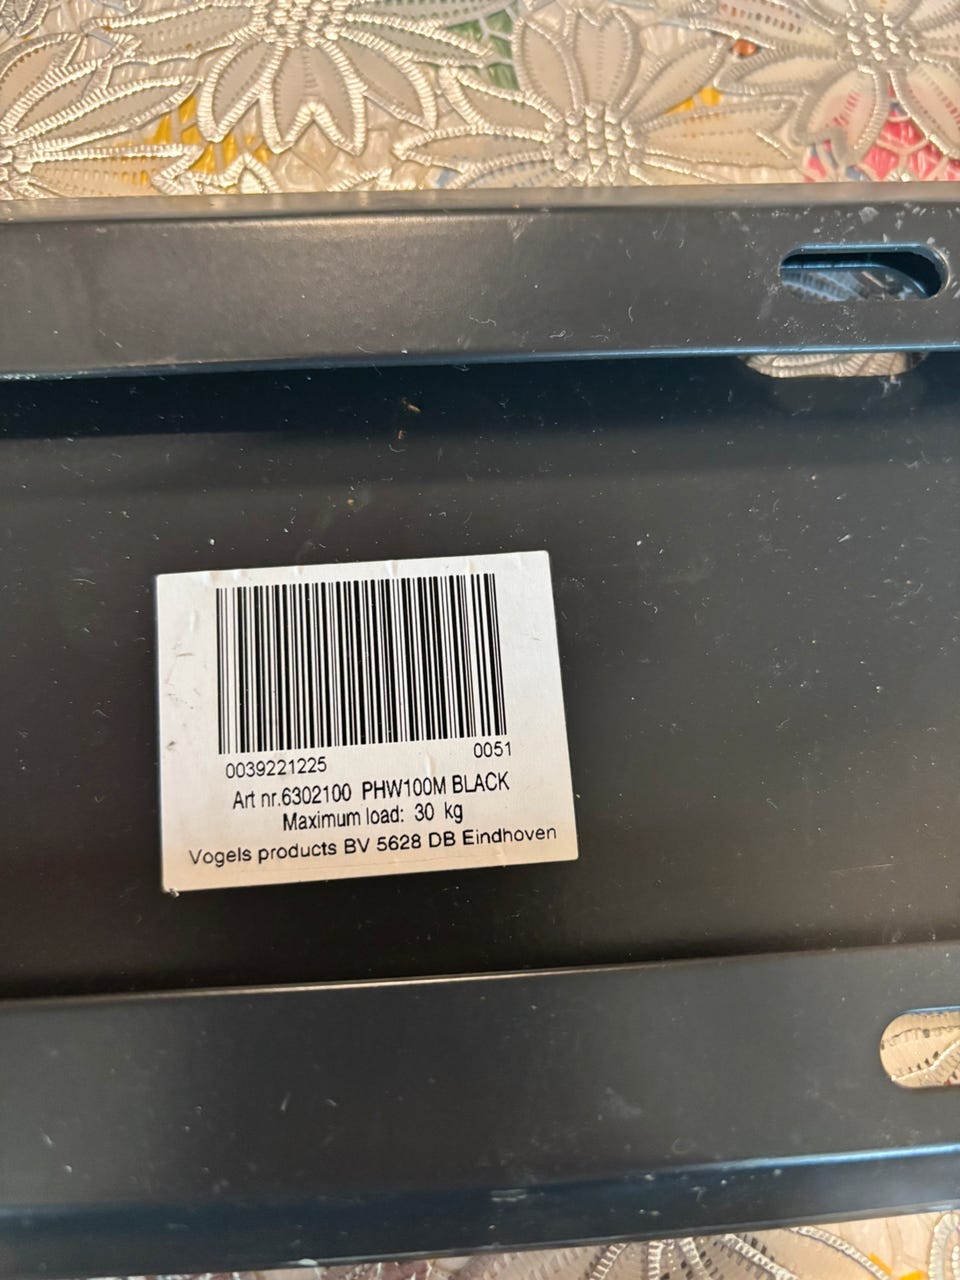 0039221225 0051
Art nr.6302100 PHW100M BLACK
Maximum load: 30 kg
Vogels products BV 5628 DB Eindhoven